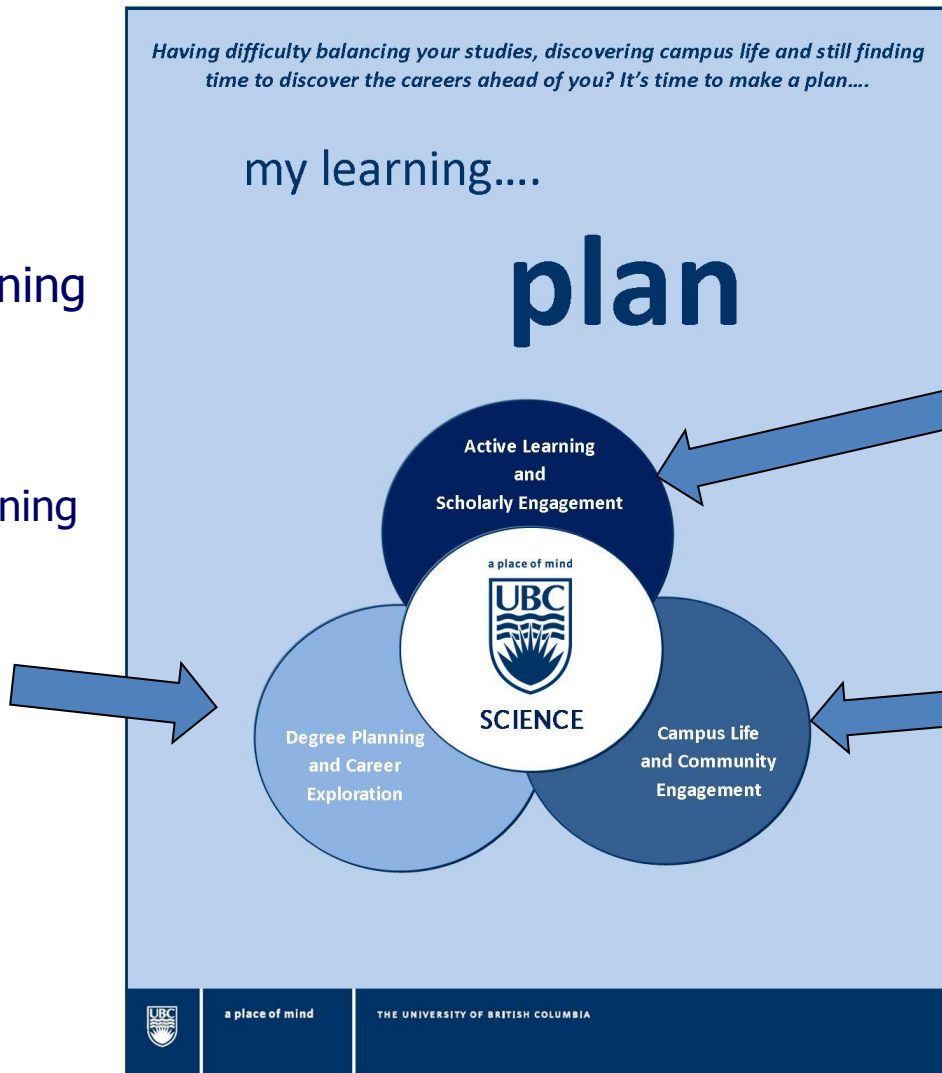 Having difficulty balancing your studies, discovering campus life and still finding
time to discover the careers ahead of you? It's time to make a plan....
my learning....
plan
ning
ning
Active Learning
and
Scholarly Engagement
a place of mind
UBC
SCIENCE
Degree Planning
and Career
Exploration
Campus Life
and Community
Engagement
UBC
a place of mind
THE UNIVERSITY OF BRITISH COLUMBIA